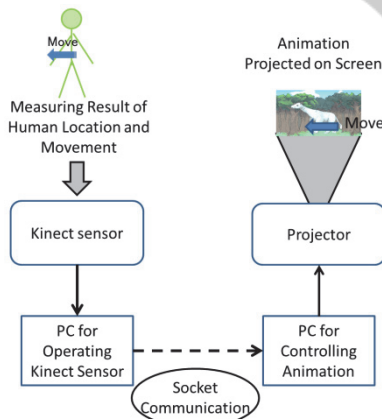 Move
Measuring Result of
Human Location and
Movement
Kinect sensor
PC for
Operating
Kinect Sensor
Socket
Communication
Animation
Projected on Screen
Move
Projector
PC for
Controlling
Animation